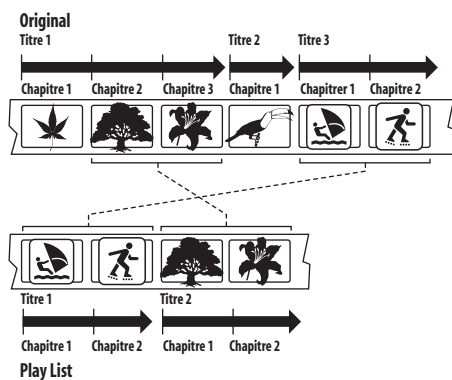 Original
Titre 1 Titre 2 Titre 3
Chapitre 1 Chapitre 2 Chapitre 3 Chapitre 1 Chapitrer 1 Chapitre 2
Titre 1 Titre 2
Chapitre 1 Chapitre 2 Chapitre 1 Chapitre 2
Play List